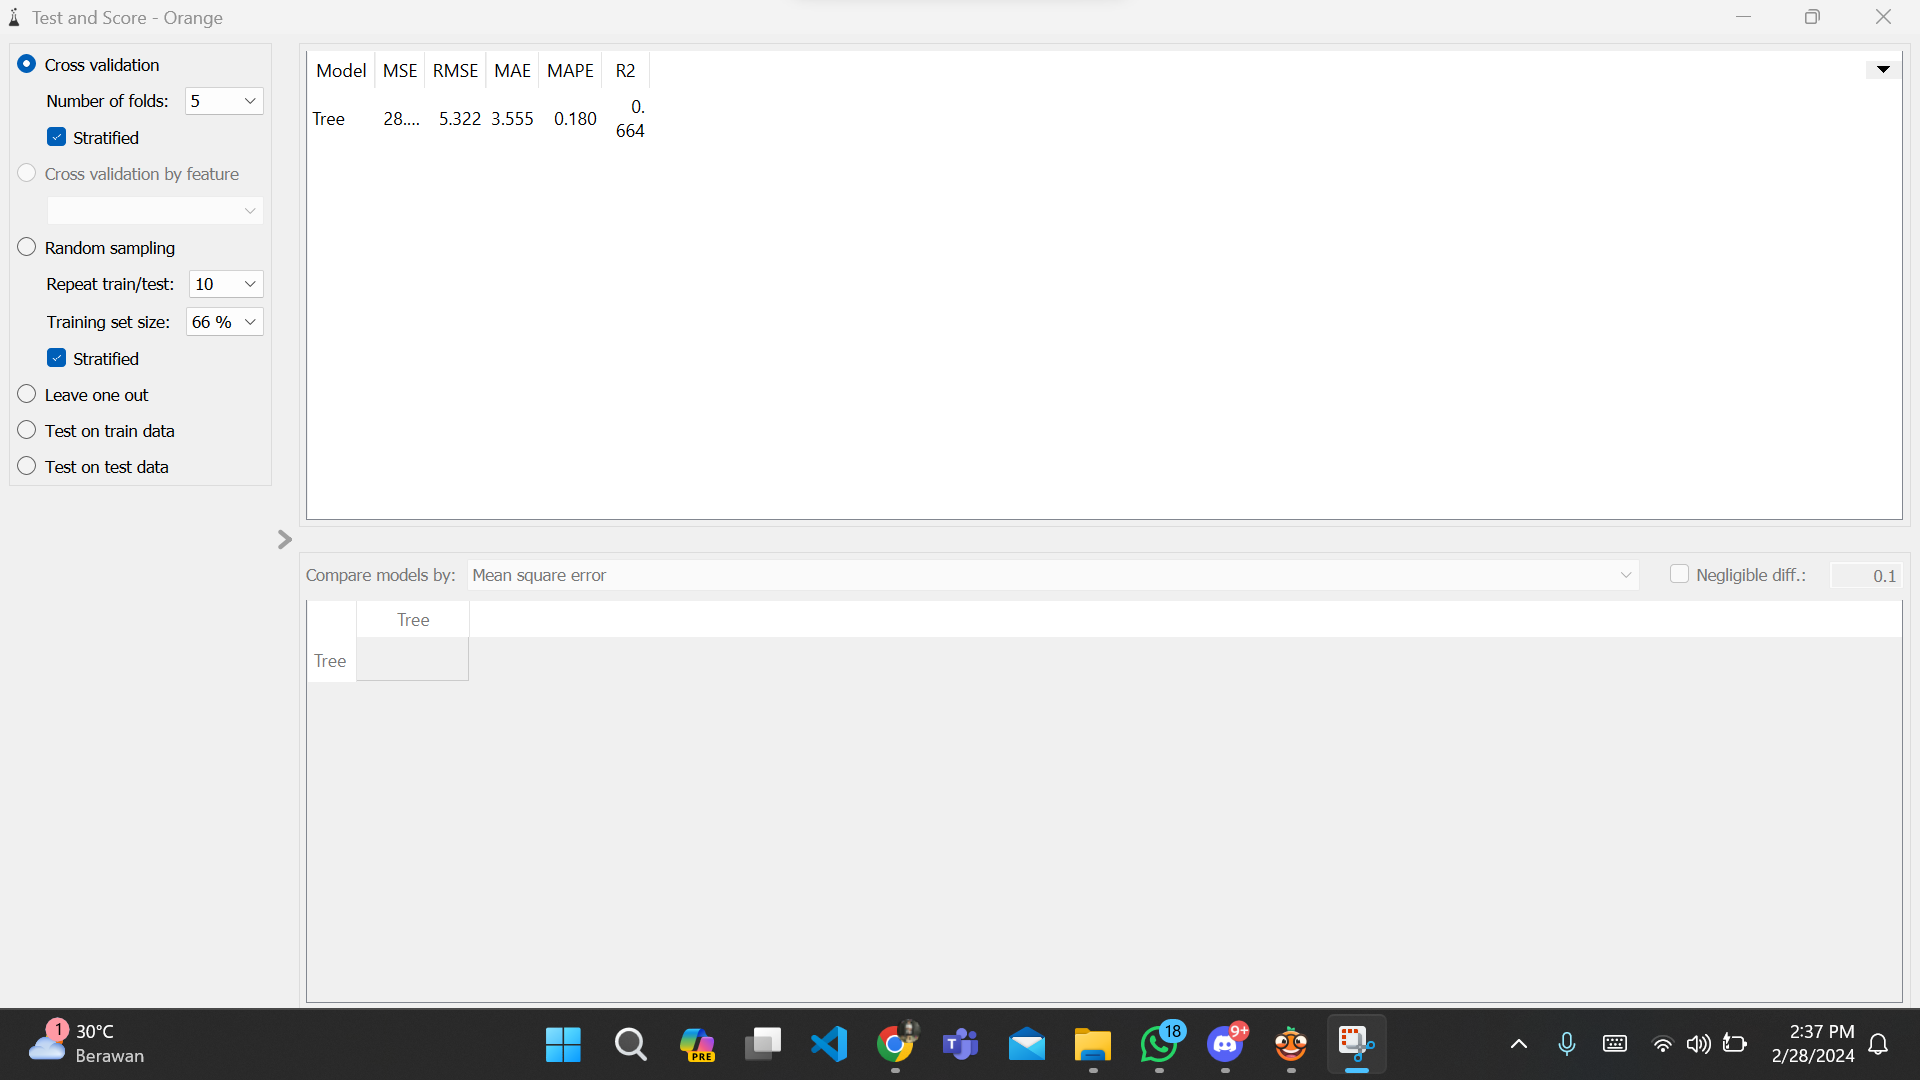 Test and Score - Orange
Cross validation
Number of folds: 5
Stratified
Cross validation by feature
Random sampling
Repeat train/test: 10
Training set size: 66 %
Stratified
Leave one out
Test on train data
Test on test data
Model MSE RMSE MAE MAPE R2
Tree 28.... 5.322 3.555 0.180 0.
664
Compare models by: Mean square error Negligible diff.: 0.1
Tree
Tree
1 30°C
Berawan
PRE
T
18
9+
2:37 PM
2/28/2024